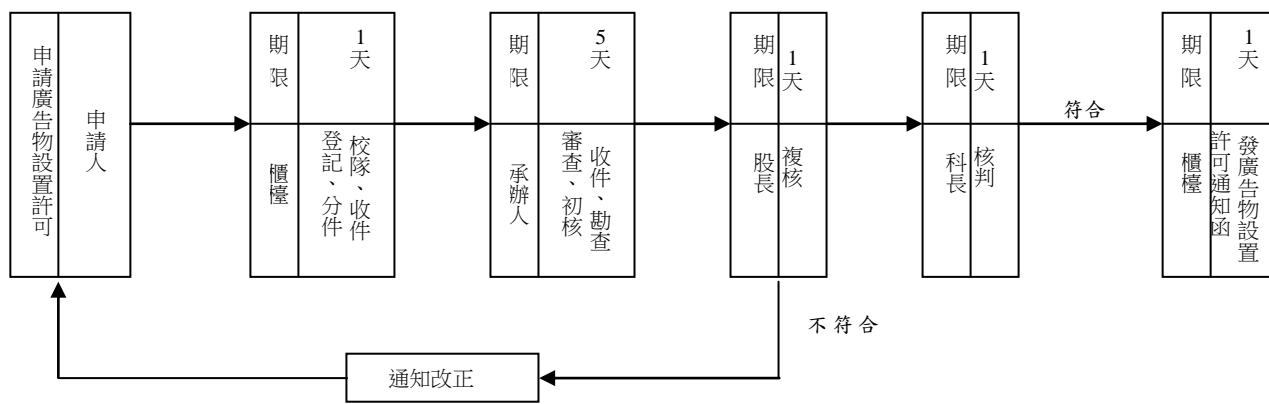 申請廣告物設置許可
申請人
期限
1天
櫃檯
校隊、收件
登記、分件
期限
5天
承辦人
收件、勘查
審查、初核
期限
1天
股長
複核
期限
1天
科長
核判
符合
期限
1天
櫃檯
發廣告物設置
許可通知函
不符合
通知改正